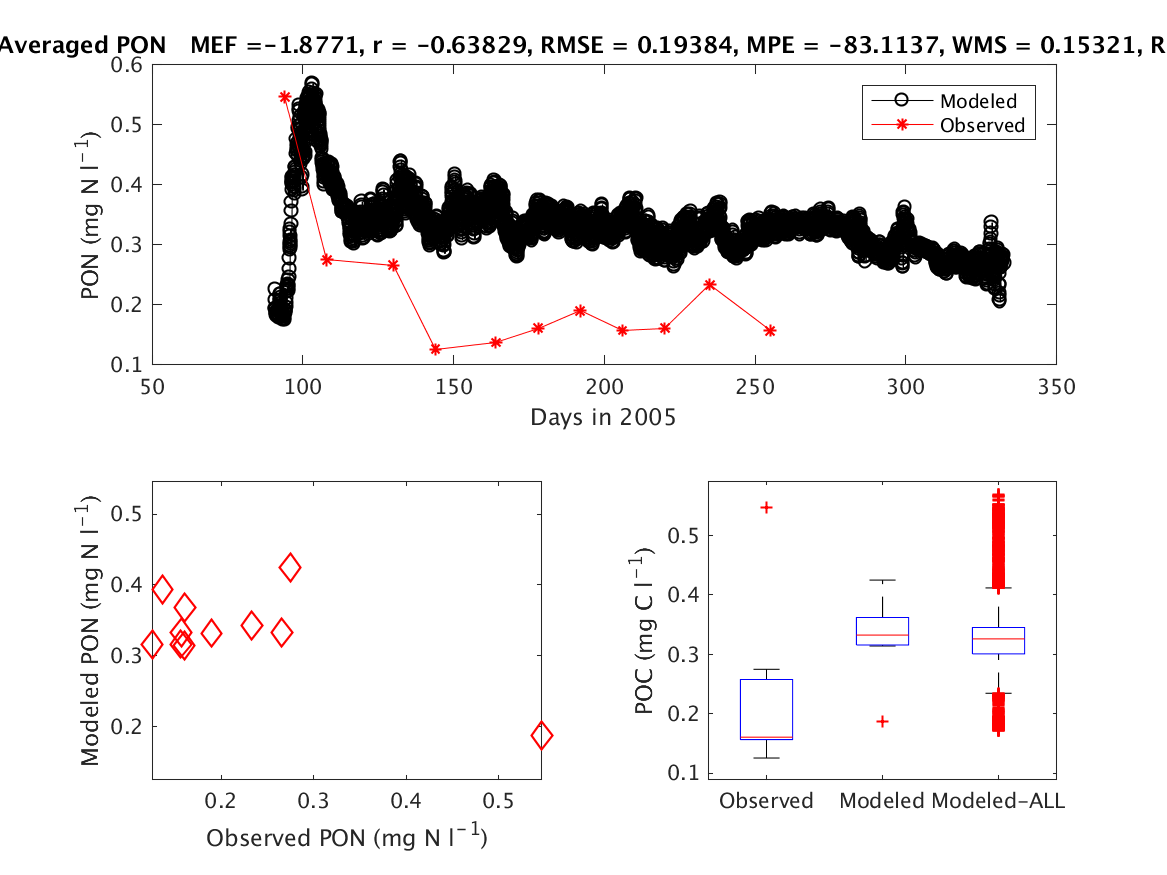 Averaged PON MEF =-1.8771, r = -0.63829, RMSE = 0.19384, MPE = -83.1137, WMS = 0.15321, R
0.6
0.5
0.4
0.3
0.2
0.1
PON (mg N l⁻¹)
Modeled
Observed
50 100 150 200 250 300 350
Days in 2005
0.5
0.4
0.3
0.2
Modeled PON (mg N l⁻¹)
0.2 0.3 0.4 0.5
Observed PON (mg N l⁻¹)
0.5
0.4
0.3
0.2
0.1
POC (mg C l⁻¹)
Observed Modeled Modeled-ALL